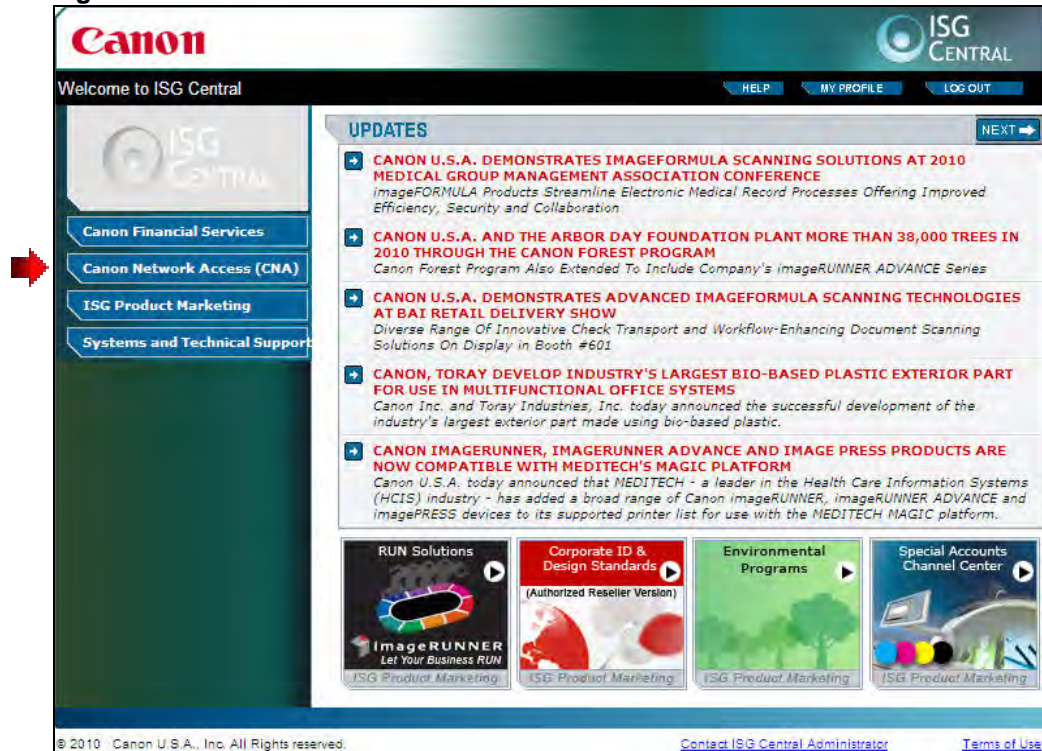 Canon
ISG
CENTRAL
Welcome to ISG Central
HELP
MY PROFILE
LOG OUT
ISG
CENTRAL
Canon Financial Services
Canon Network Access (CNA)
ISG Product Marketing
Systems and Technical Support
UPDATES
NEXT
CANON U.S.A. DEMONSTRATES IMAGEFORMULA SCANNING SOLUTIONS AT 2010
MEDICAL GROUP MANAGEMENT ASSOCIATION CONFERENCE
imageFORMULA Products Streamline Electronic Medical Record Processes Offering Improved
Efficiency, Security and Collaboration
CANON U.S.A. AND THE ARBOR DAY FOUNDATION PLANT MORE THAN 38,000 TREES IN
2010 THROUGH THE CANON FOREST PROGRAM
Canon Forest Program Also Extended To Include Company's imageRUNNER ADVANCE Series
CANON U.S.A. DEMONSTRATES ADVANCED IMAGEFORMULA SCANNING TECHNOLOGIES
AT BAI RETAIL DELIVERY SHOW
Diverse Range Of Innovative Check Transport and Workflow-Enhancing Document Scanning
Solutions On Display in Booth #601
CANON, TORAY DEVELOP INDUSTRY'S LARGEST BIO-BASED PLASTIC EXTERIOR PART
FOR USE IN MULTIFUNCTIONAL OFFICE SYSTEMS
Canon Inc. and Toray Industries, Inc. today announced the successful development of the
industry's largest exterior part made using bio-based plastic.
CANON IMAGERUNNER, IMAGERUNNER ADVANCE AND IMAGE PRESS PRODUCTS ARE
NOW COMPATIBLE WITH MEDITECH'S MAGIC PLATFORM
Canon U.S.A. today announced that MEDITECH - a leader in the Health Care Information Systems
(HCIS) industry - has added a broad range of Canon imageRUNNER, imageRUNNER ADVANCE and
imagePRESS devices to its supported printer list for use with the MEDITECH MAGIC platform.
RUN Solutions
imageRUNNER
Let Your Business RUN
ISG Product Marketing
Corporate ID &
Design Standards
(Authorized Reseller Version)
ISG Product Marketing
Environmental
Programs
ISG Product Marketing
Special Accounts
Channel Center
ISG Product Marketing
© 2010 Canon U.S.A., Inc. All Rights reserved.
Contact ISG Central Administrator
Terms of Use